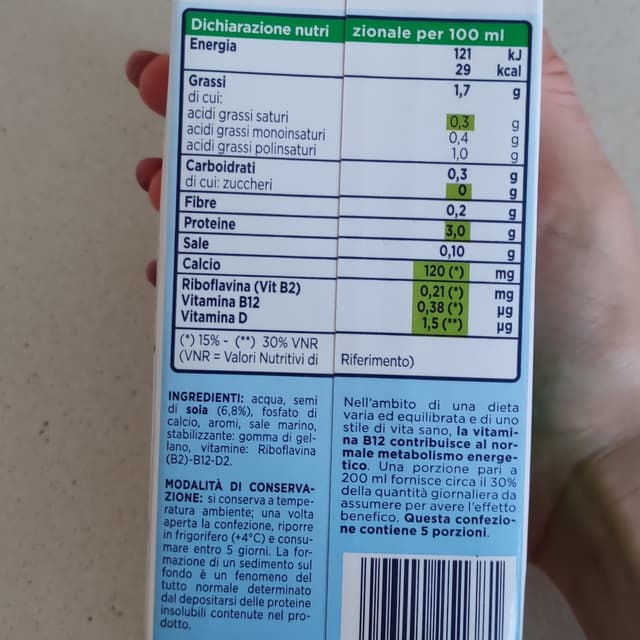 Dichiarazione nutrizionale per 100 ml
Energia 121 kJ
29 kcal
Grassi 1,7 g
di cui:
acidi grassi saturi 0,3 g
acidi grassi monoinsaturi 0,4 g
acidi grassi polinsaturi 1,0 g
Carboidrati 0,3 g
di cui: zuccheri 0 g
Fibre 0,2 g
Proteine 3,0 g
Sale 0,10 g
Calcio 120 (*) mg
Riboflavina (Vit B2) 0,21 (*) mg
Vitamina B12 0,38 (*) µg
Vitamina D 1,5 (**) µg
(*) 15% - (**) 30% VNR
(VNR = Valori Nutritivi di Riferimento)
INGREDIENTI: acqua, semi
di soia (6,8%), fosfato di
calcio, aromi, sale marino,
stabilizzante: gomma di gel-
lano, vitamine: Riboflavina
(B2)-B12-D2.
MODALITÀ DI CONSERVA-
ZIONE: si conserva a tempe-
ratura ambiente; una volta
aperta la confezione, riporre
in frigorifero (+4°C) e consu-
mare entro 5 giorni. La for-
mazione di un sedimento sul
fondo è un fenomeno del
tutto normale determinato
dal depositarsi delle proteine
insolubili contenute nel pro-
dotto.
Nell'ambito di una dieta
varia ed equilibrata e di uno
stile di vita sano, la vitami-
na B12 contribuisce al nor-
male metabolismo energe-
tico. Una porzione pari a
200 ml fornisce circa il 30%
della quantità giornaliera da
assumere per avere l'effetto
benefico. Questa confezio-
ne contiene 5 porzioni.